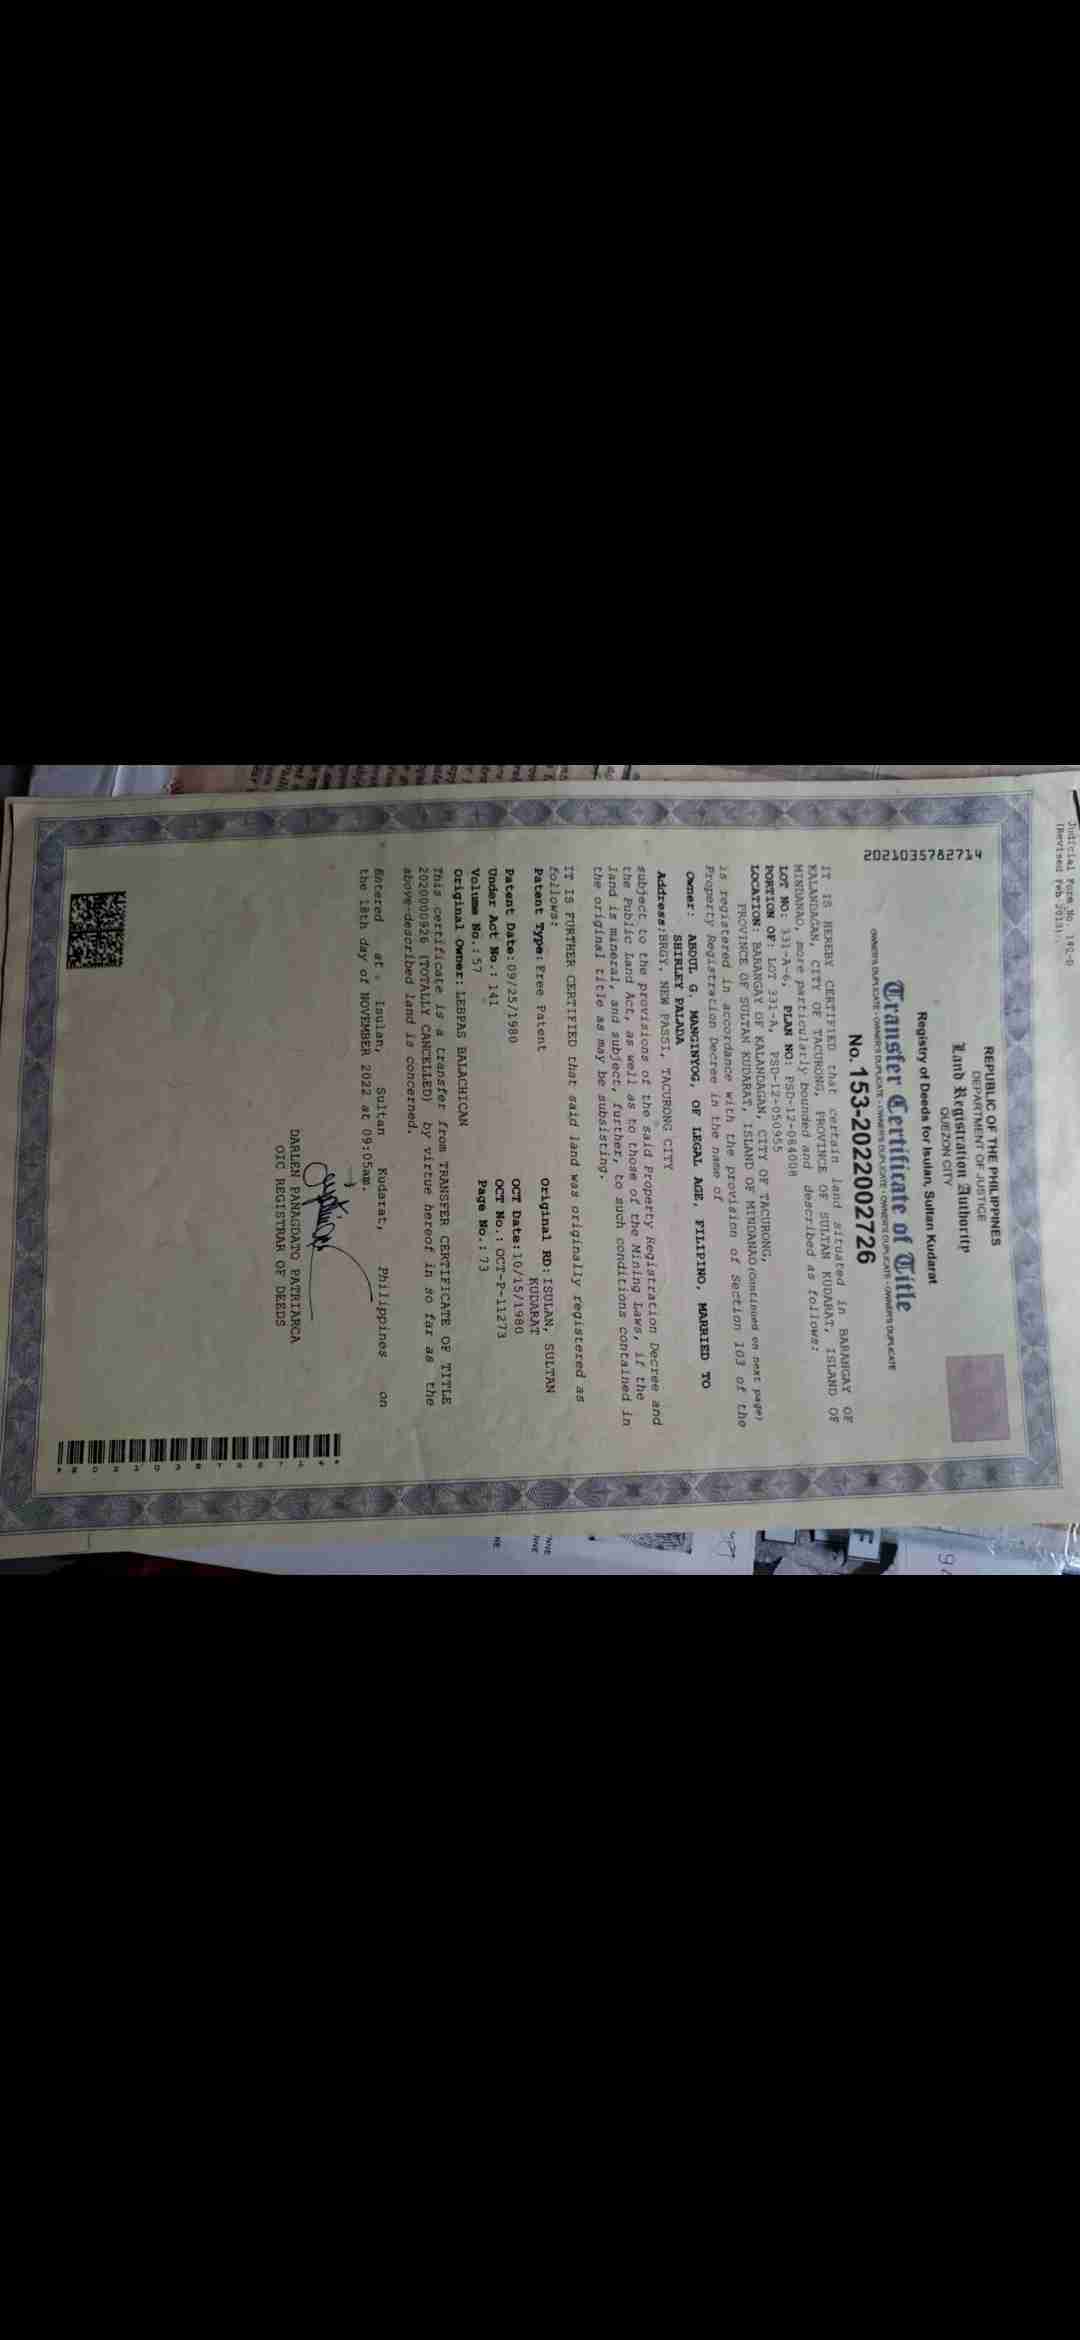 Judicial Form No. 142-D
(Revised Feb 2013).
REPUBLIC OF THE PHILIPPINES
DEPARTMENT OF JUSTICE
Land Registration Authority
QUEZON CITY
Registry of Deeds for Isulan, Sultan Kudarat
2021035782714
Transfer Certificate of Title
OWNER'S DUPLICATE • OWNER'S DUPLICATE • OWNER'S DUPLICATE • OWNER'S DUPLICATE • OWNER'S DUPLICATE
No. 153-2022002726
IT IS HEREBY CERTIFIED that certain land situated in BARANGAY OF
KALANDAGAN, CITY OF TACURONG, PROVINCE OF SULTAN KUDARAT, ISLAND OF
MINDANAO, more particularly bounded and described as follows:
LOT NO: 331-A-6, PLAN NO: PSD-12-084008
PORTION OF: LOT 331-A, PSD-12-050955
LOCATION: BARANGAY OF KALANDAGAN, CITY OF TACURONG,
PROVINCE OF SULTAN KUDARAT, ISLAND OF MINDANAO (Continued on next page)
is registered in accordance with the provision of Section 103 of the
Property Registration Decree in the name of
Owner: ABDUL G. MANGINYOG, OF LEGAL AGE, FILIPINO, MARRIED TO
SHIRLEY PALADA
Address: BRGY. NEW PASSI, TACURONG CITY
subject to the provisions of the said Property Registration Decree and
the Public Land Act, as well as to those of the Mining Laws, if the
land is mineral, and subject, further, to such conditions contained in
the original title as may be subsisting.
IT IS FURTHER CERTIFIED that said land was originally registered as
follows:
Patent Type: Free Patent Original RD: ISULAN, SULTAN
KUDARAT
Patent Date: 09/25/1980 OCT Date: 10/15/1980
Under Act No.: 141 OCT No.: OCT-P-11273
Volume No.: 57 Page No.: 73
Original Owner: LEBPAS BALACHICAN
This certificate is a transfer from TRANSFER CERTIFICATE OF TITLE
2020000926 (TOTALLY CANCELLED) by virtue hereof in so far as the
above-described land is concerned.
Entered at Isulan, Sultan Kudarat, Philippines on
the 18th day of NOVEMBER 2022 at 09:05am.
DARLEN PANAGDATO PATRIARCA
OIC REGISTRAR OF DEEDS